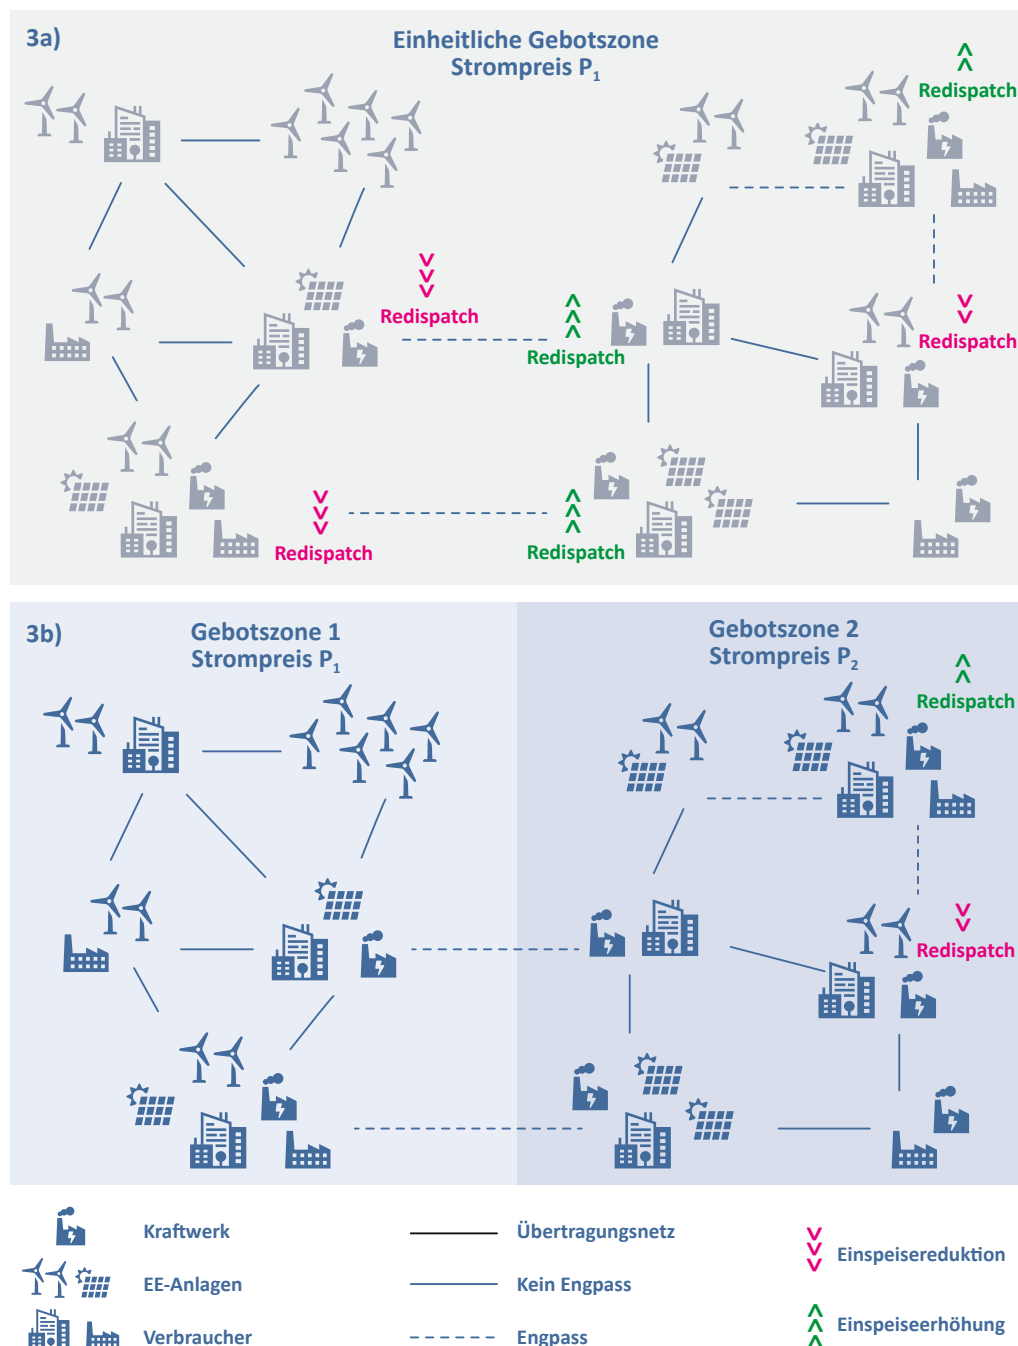 3a)
Einheitliche Gebotszone
Strompreis P1
Redispatch
Redispatch
Redispatch
Redispatch
Redispatch
Redispatch
3b)
Gebotszone 1
Strompreis P1
Gebotszone 2
Strompreis P2
Redispatch
Redispatch
Kraftwerk
Übertragungsnetz
Einspeisereduktion
EE-Anlagen
Kein Engpass
Einspeiseerhöhung
Verbraucher
Engpass